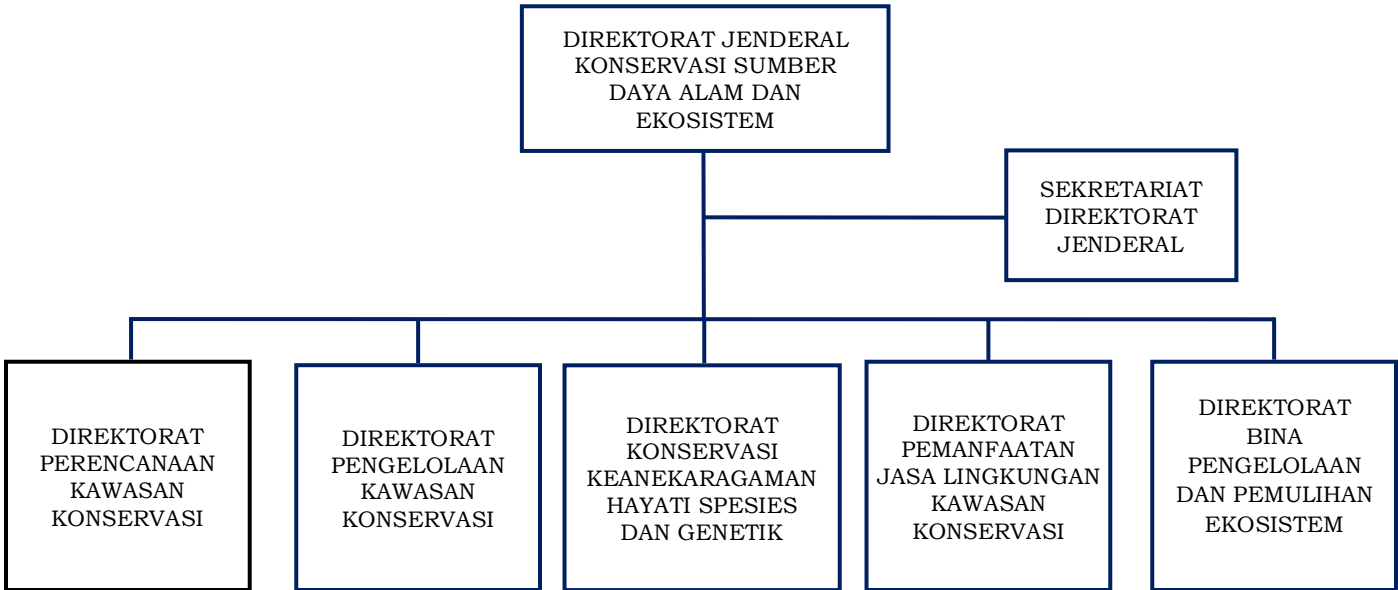 DIREKTORAT JENDERAL
KONSERVASI SUMBER
DAYA ALAM DAN
EKOSISTEM
SEKRETARIAT
DIREKTORAT
JENDERAL
DIREKTORAT
PERENCANAAN
KAWASAN
KONSERVASI
DIREKTORAT
PENGELOLAAN
KAWASAN
KONSERVASI
DIREKTORAT
KONSERVASI
KEANEKARAGAMAN
HAYATI SPESIES
DAN GENETIK
DIREKTORAT
PEMANFAATAN
JASA LINGKUNGAN
KAWASAN
KONSERVASI
DIREKTORAT
BINA
PENGELOLAAN
DAN PEMULIHAN
EKOSISTEM